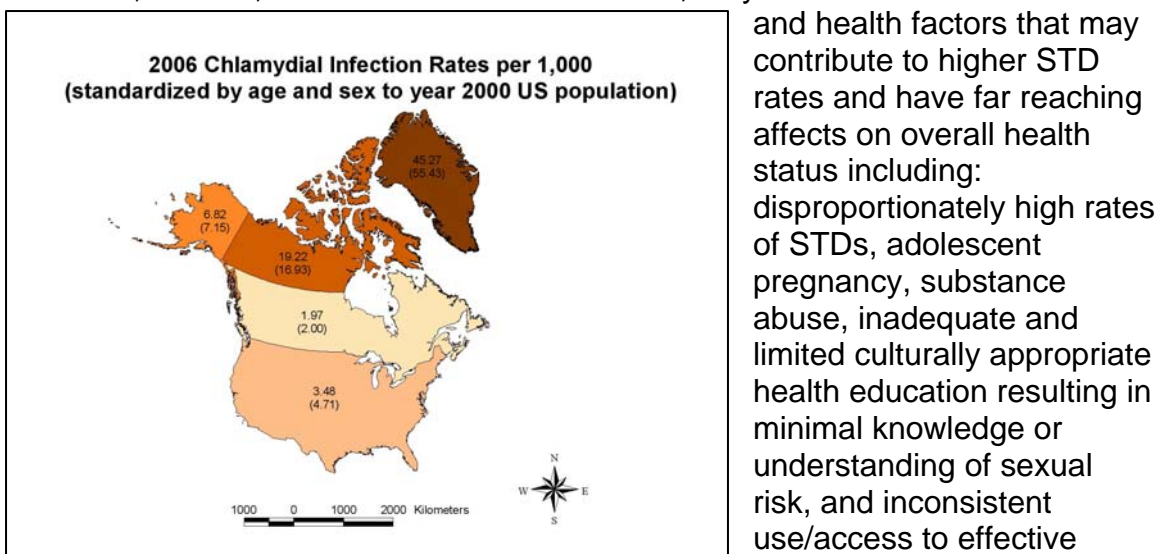 2006 Chlamydial Infection Rates per 1,000
(standardized by age and sex to year 2000 US population)
45.27
(55.43)
6.82
(7.15)
19.22
(16.93)
1.97
(2.00)
3.48
(4.71)
N
W
E
S
1000 0 1000 2000 Kilometers
and health factors that may
contribute to higher STD
rates and have far reaching
affects on overall health
status including:
disproportionately high rates
of STDs, adolescent
pregnancy, substance
abuse, inadequate and
limited culturally appropriate
health education resulting in
minimal knowledge or
understanding of sexual
risk, and inconsistent
use/access to effective